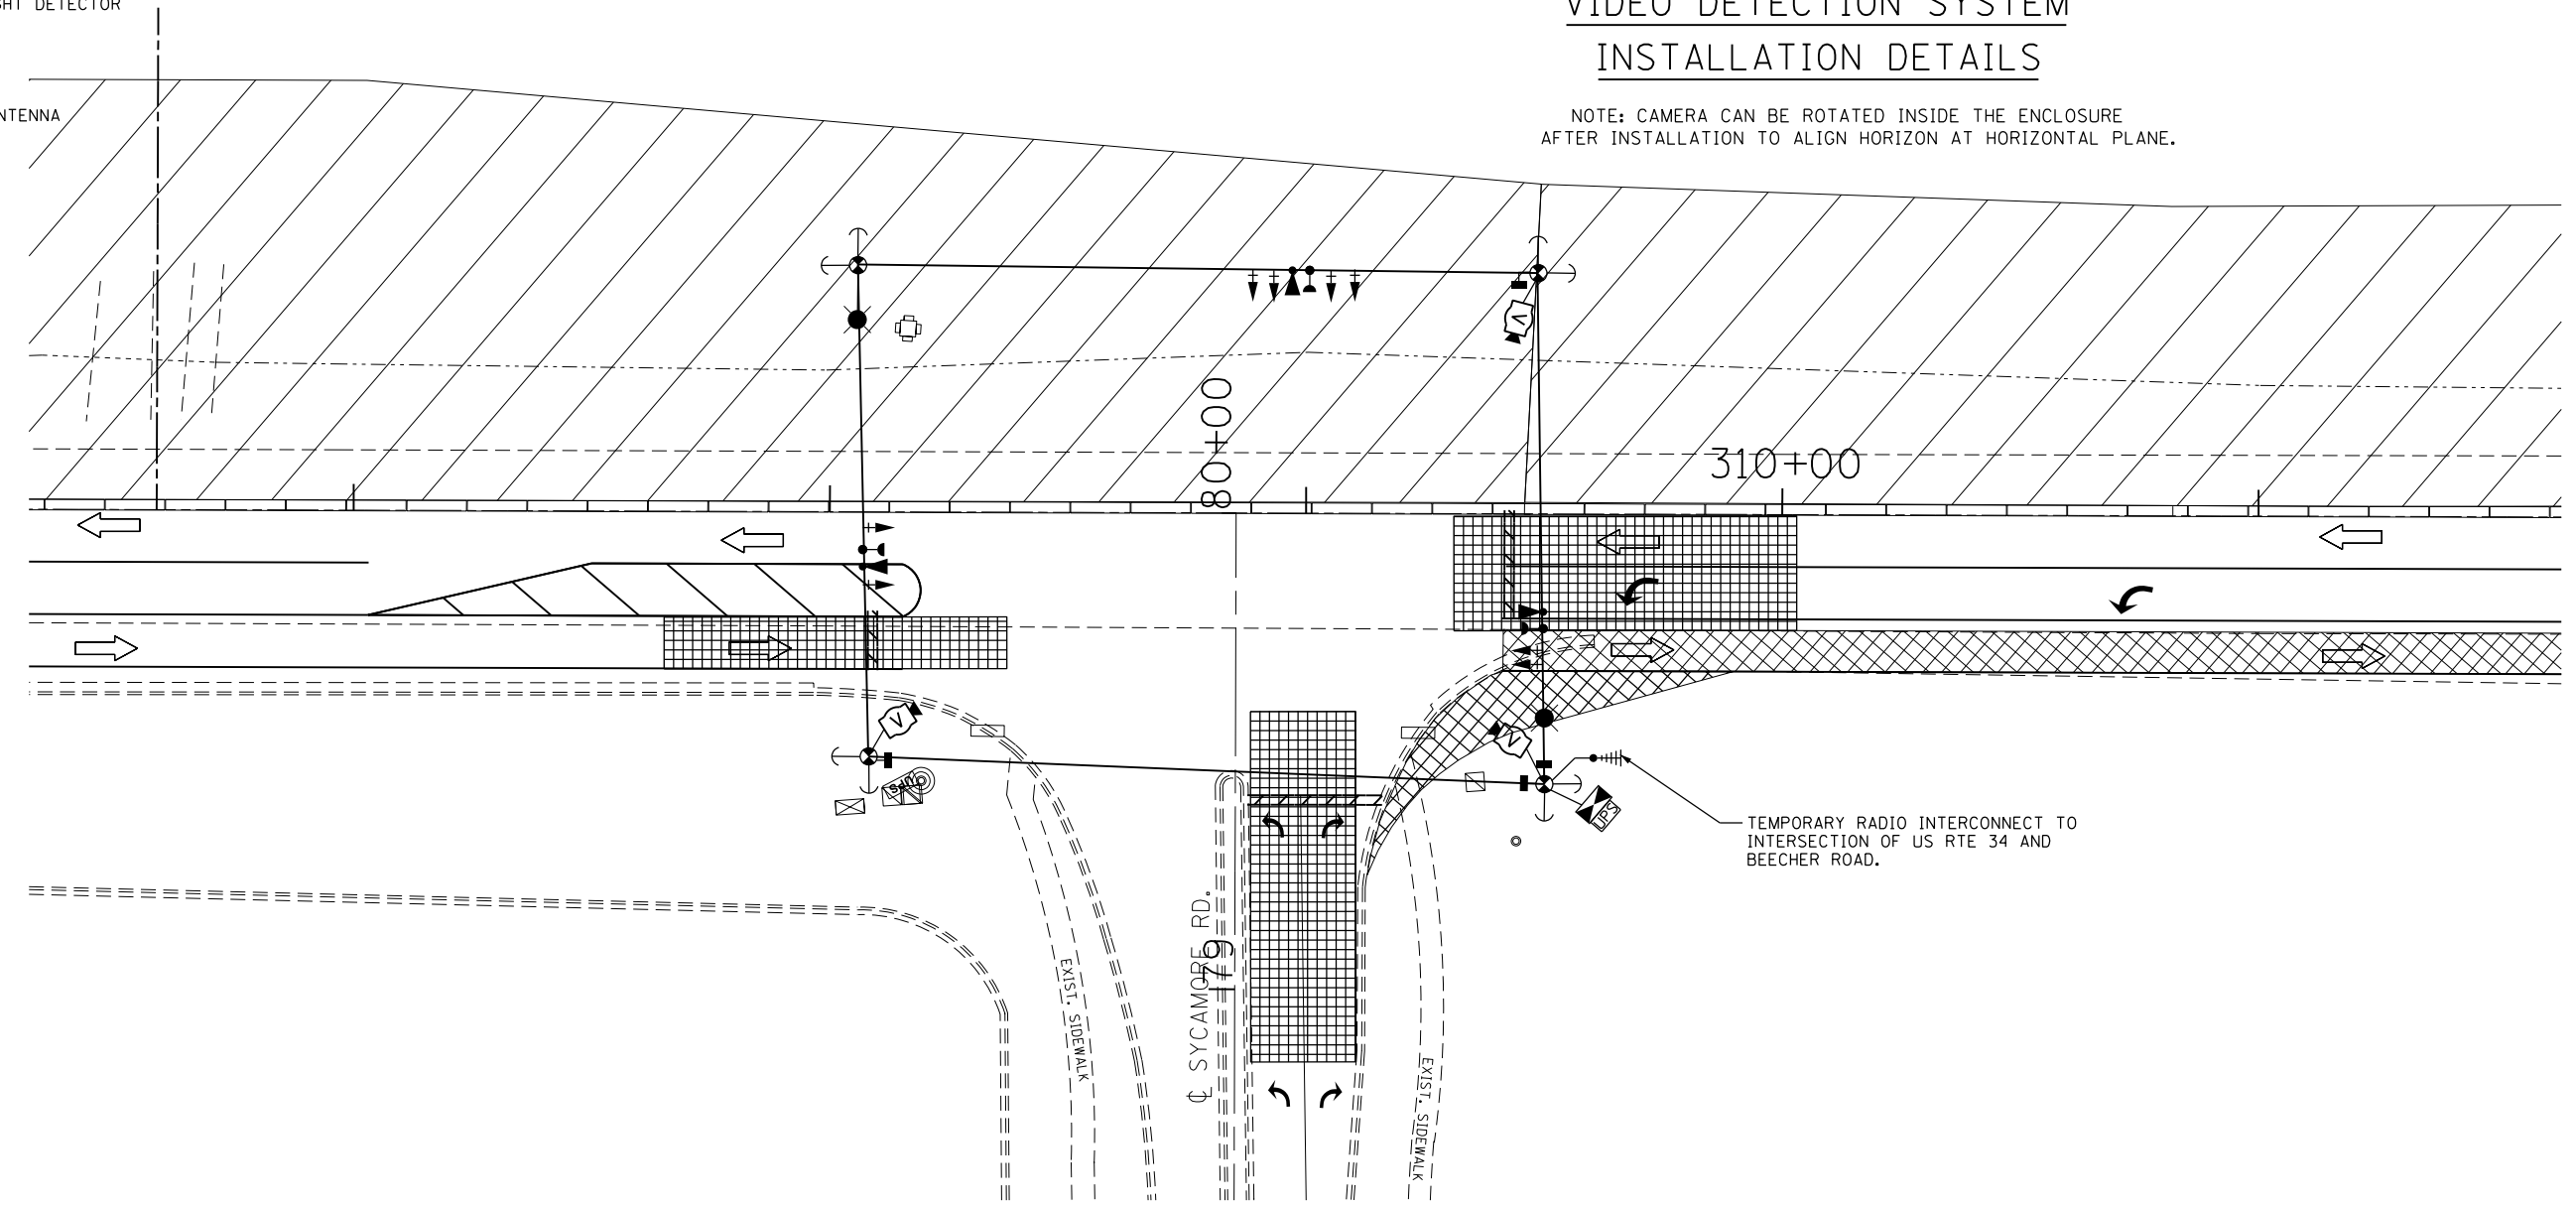 DETECTOR
VIDEO DETECTION SYSTEM
INSTALLATION DETAILS
NOTE: CAMERA CAN BE ROTATED INSIDE THE ENCLOSURE
AFTER INSTALLATION TO ALIGN HORIZON AT HORIZONTAL PLANE.
80+00
310+00
V
V
V
UPS
UPS
TEMPORARY RADIO INTERCONNECT TO
INTERSECTION OF US RTE 34 AND
BEECHER ROAD.
℄ SYCAMORE RD.
179
EXIST. SIDEWALK
EXIST. SIDEWALK